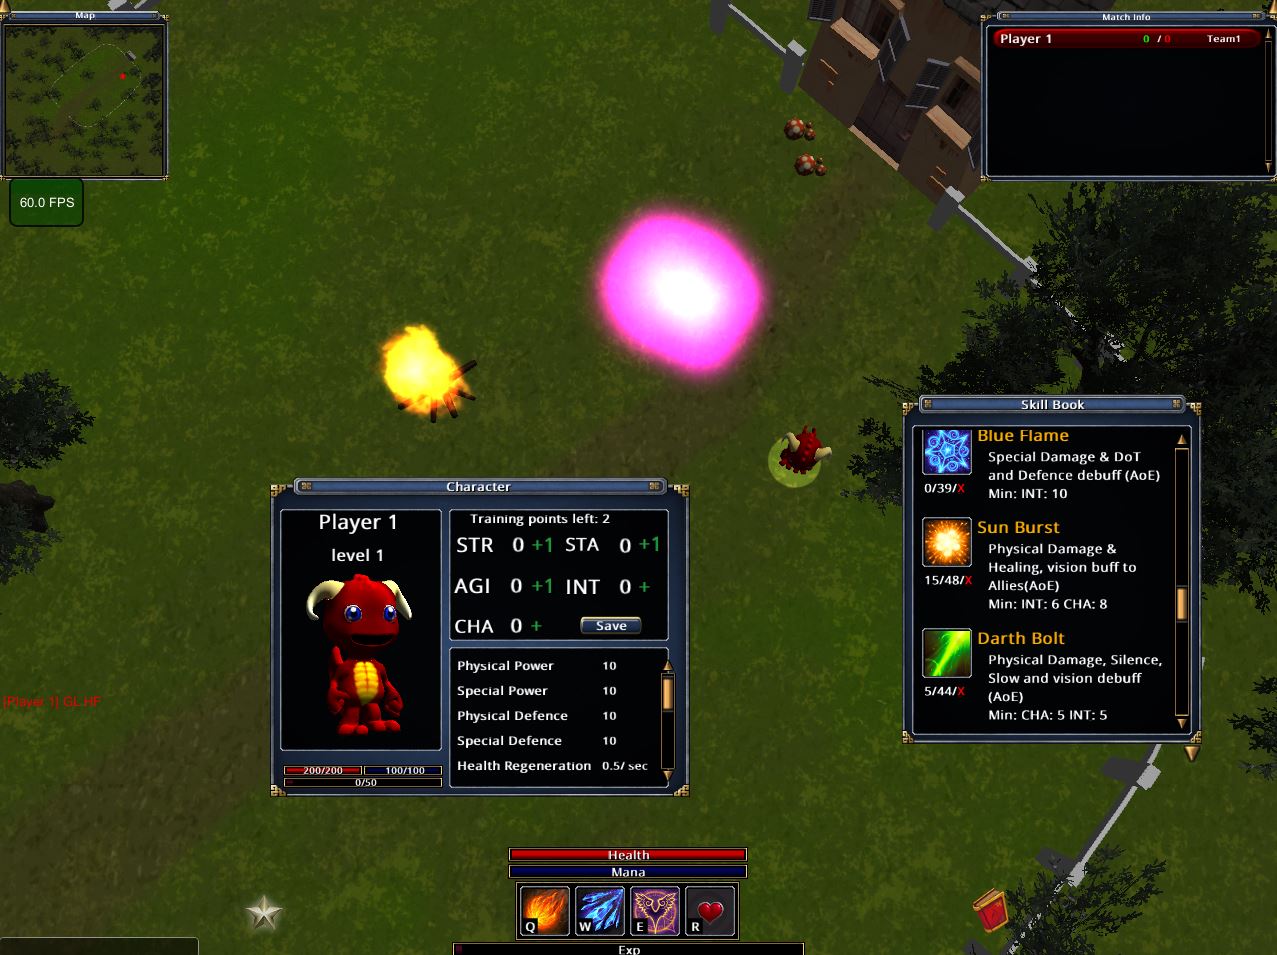 Map
Match Info
Player 1 0 / 0 Team1
60.0 FPS
Skill Book
Blue Flame
Special Damage & DoT
and Defence debuff (AoE)
0/39/X
Min: INT: 10
Sun Burst
Physical Damage &
Healing, vision buff to
15/48/X
Allies(AoE)
Min: INT: 6 CHA: 8
Darth Bolt
Physical Damage, Silence,
Slow and vision debuff
5/44/X
(AoE)
Min: CHA: 5 INT: 5
Character
Player 1
level 1
200/200 100/100
0/50
Training points left: 2
STR 0 +1 STA 0 +1
AGI 0 +1 INT 0 +
CHA 0 + Save
Physical Power 10
Special Power 10
Physical Defence 10
Special Defence 10
Health Regeneration 0.5/ sec
[Player 1] GL HF
Health
Mana
Q W E R
Exp